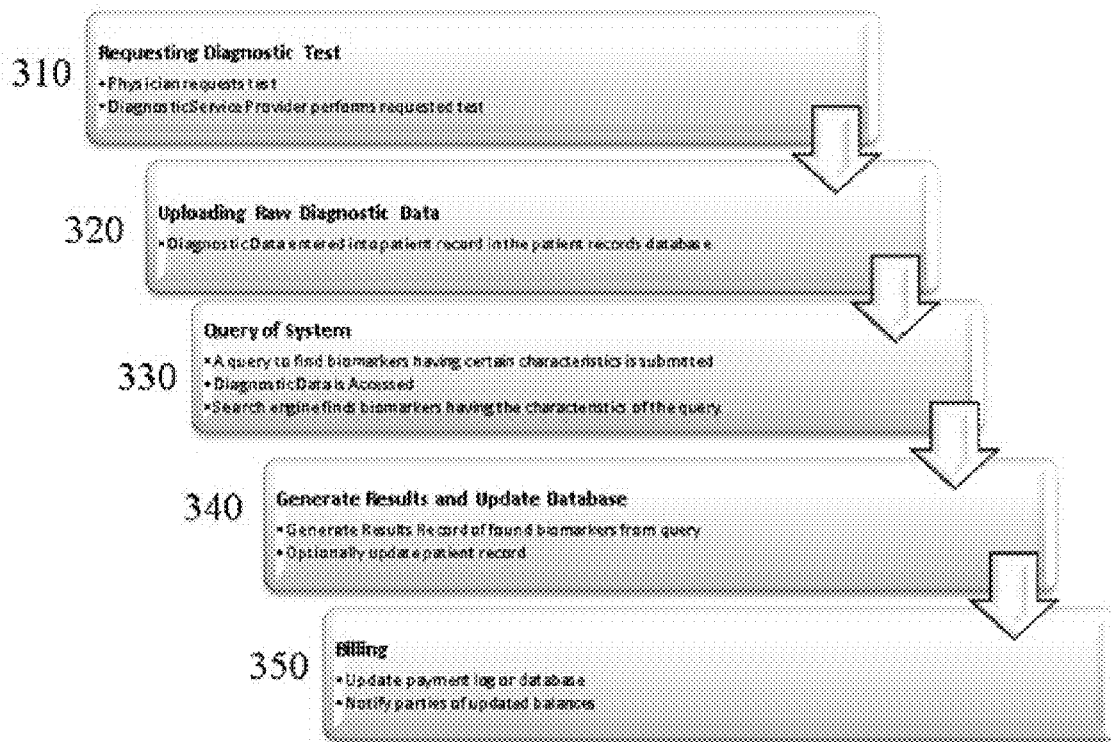 310
Requesting Diagnostic Test
• Physician requests test
• Diagnostic Service Provider performs requested test
320
Uploading Raw Diagnostic Data
• Diagnostic Data entered into a patient record in the patient records database
330
Query of System
• A query to find biomarkers having certain characteristics is submitted
• Diagnostic Data is Accessed
• Search engine finds biomarkers having the characteristics of the query
340
Generate Results and Update Database
• Generate Results Record of found biomarkers from query
• Optionally update patient record
350
Billing
• Update payment log or database
• Notify parties of updated balances